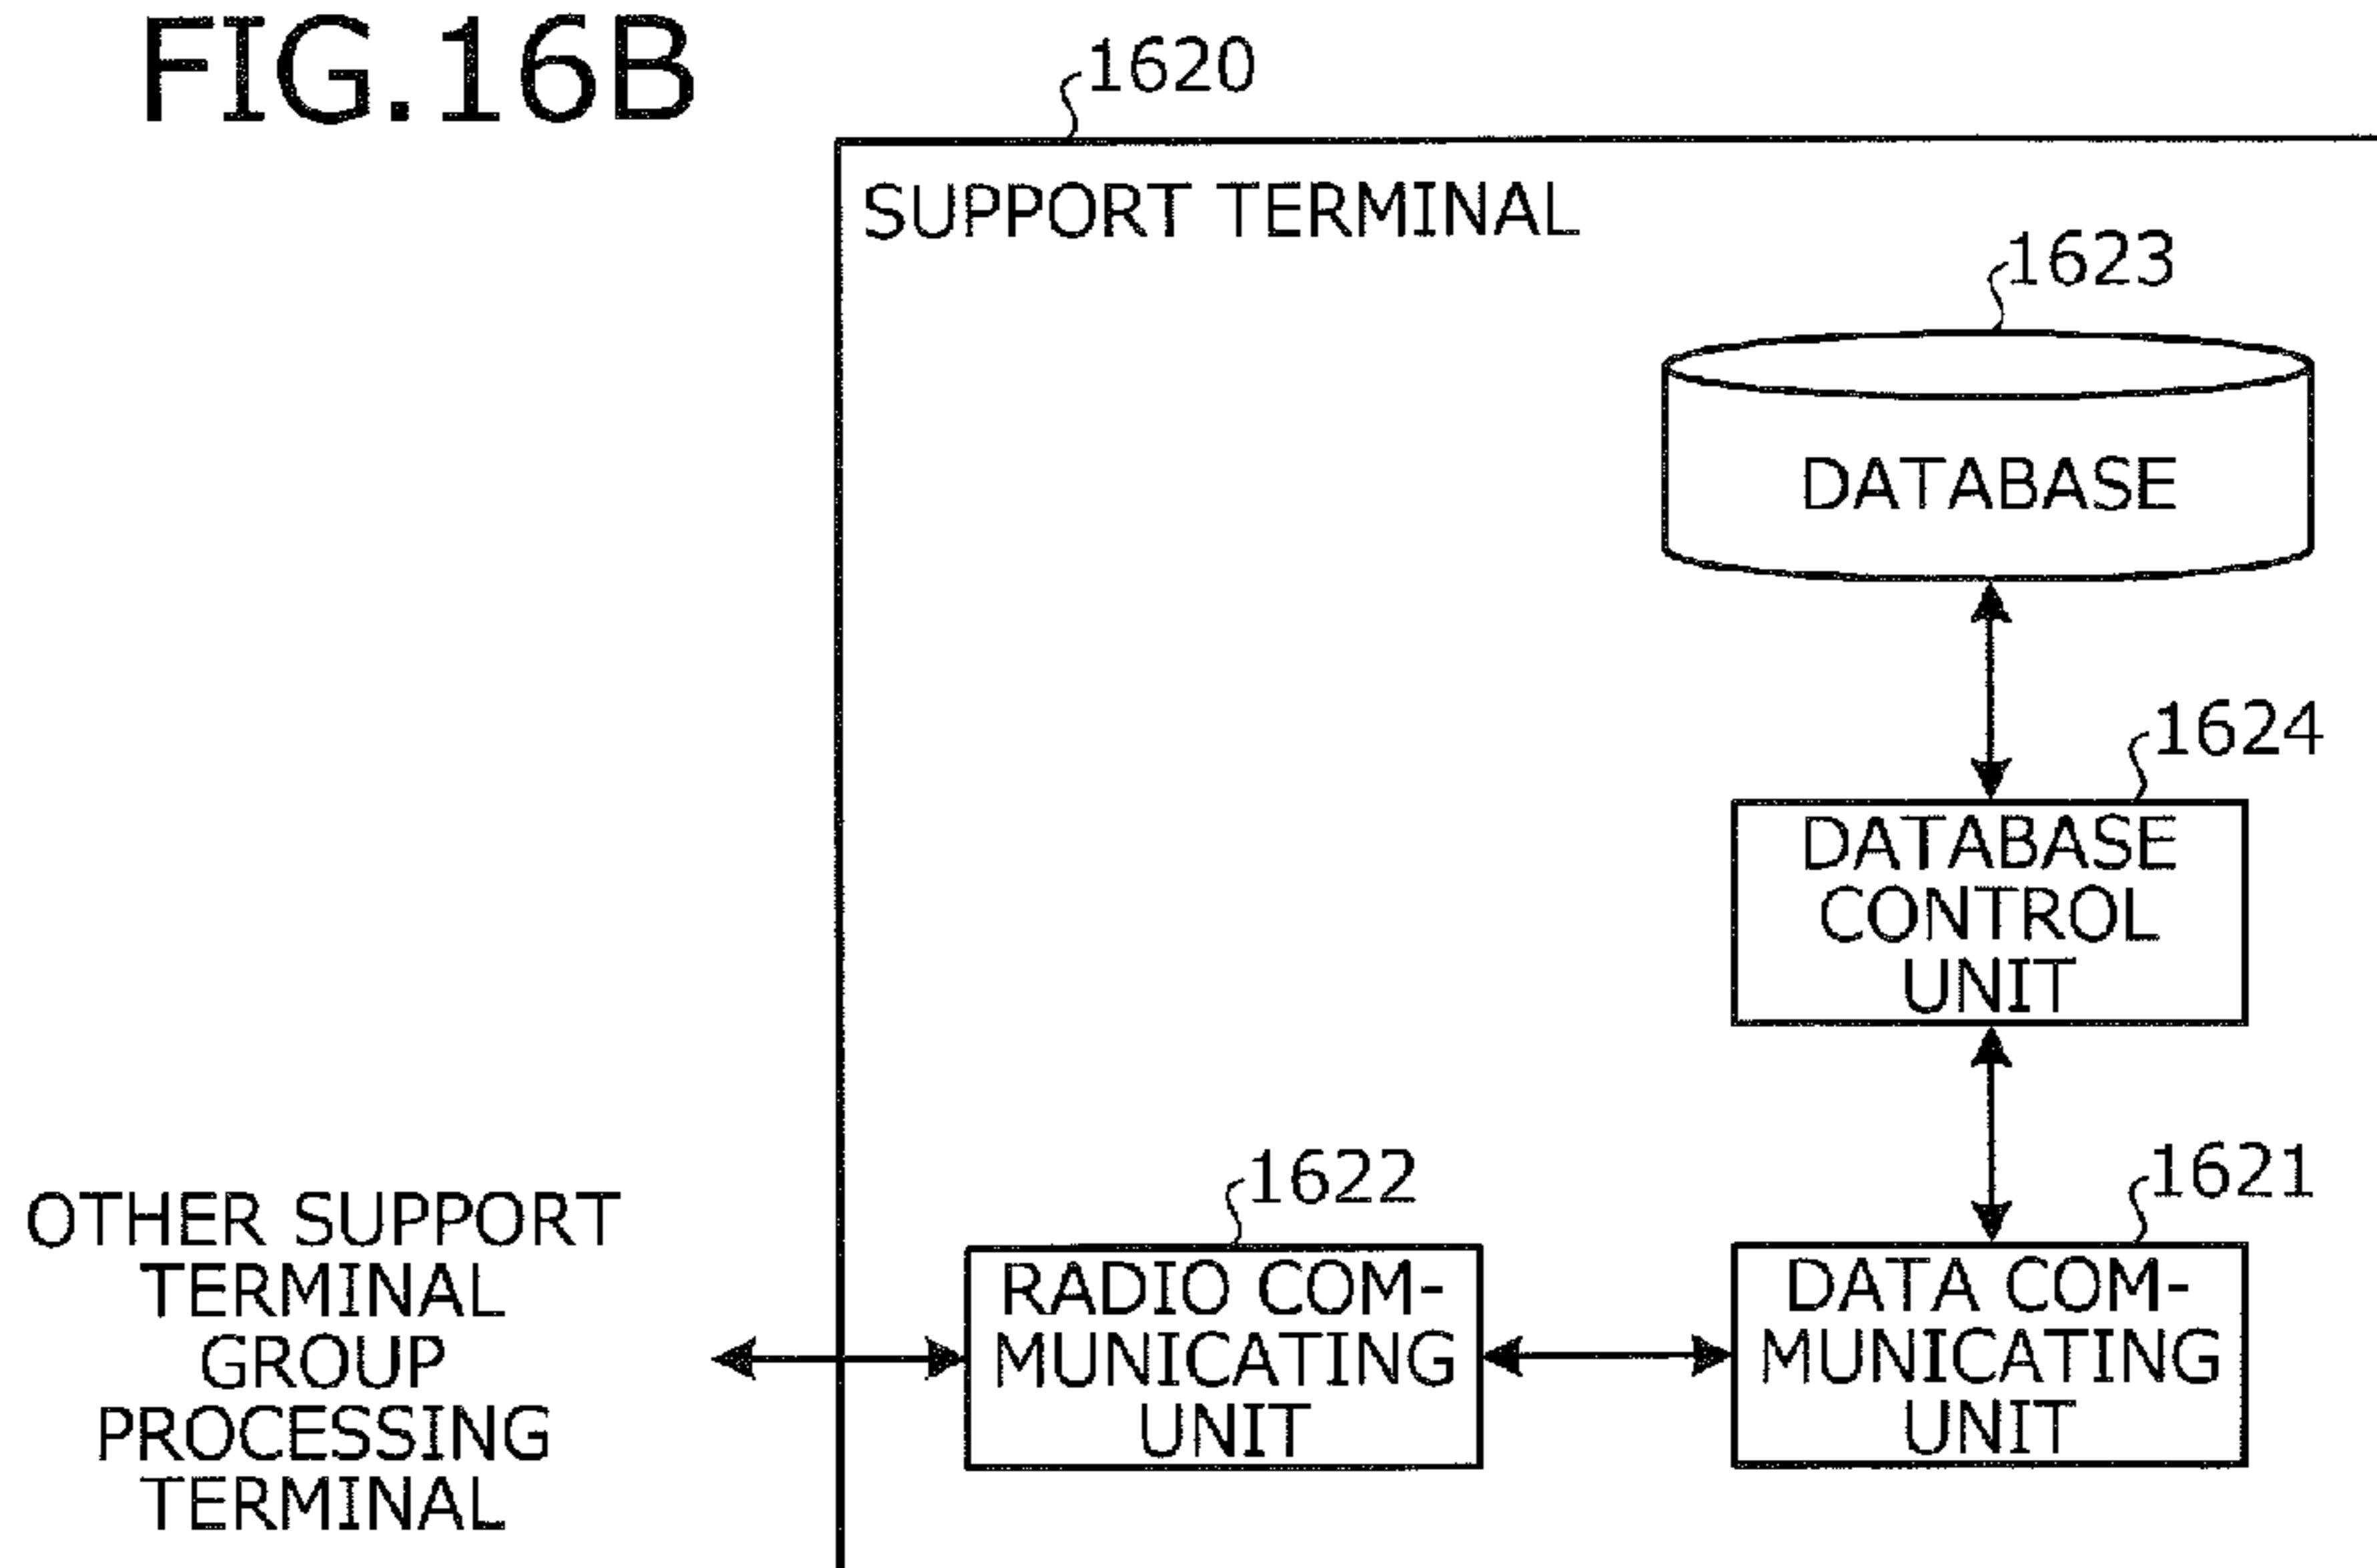 FIG.16B
1620
SUPPORT TERMINAL
1623
DATABASE
1624
DATABASE
CONTROL
UNIT
1622
1621
OTHER SUPPORT
TERMINAL
GROUP
PROCESSING
TERMINAL
RADIO COM-
MUNICATING
UNIT
DATA COM-
MUNICATING
UNIT